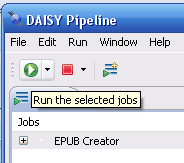 DAISY Pipeline
File Edit Run Window Help
Run the selected jobs
Jobs
EPUB Creator